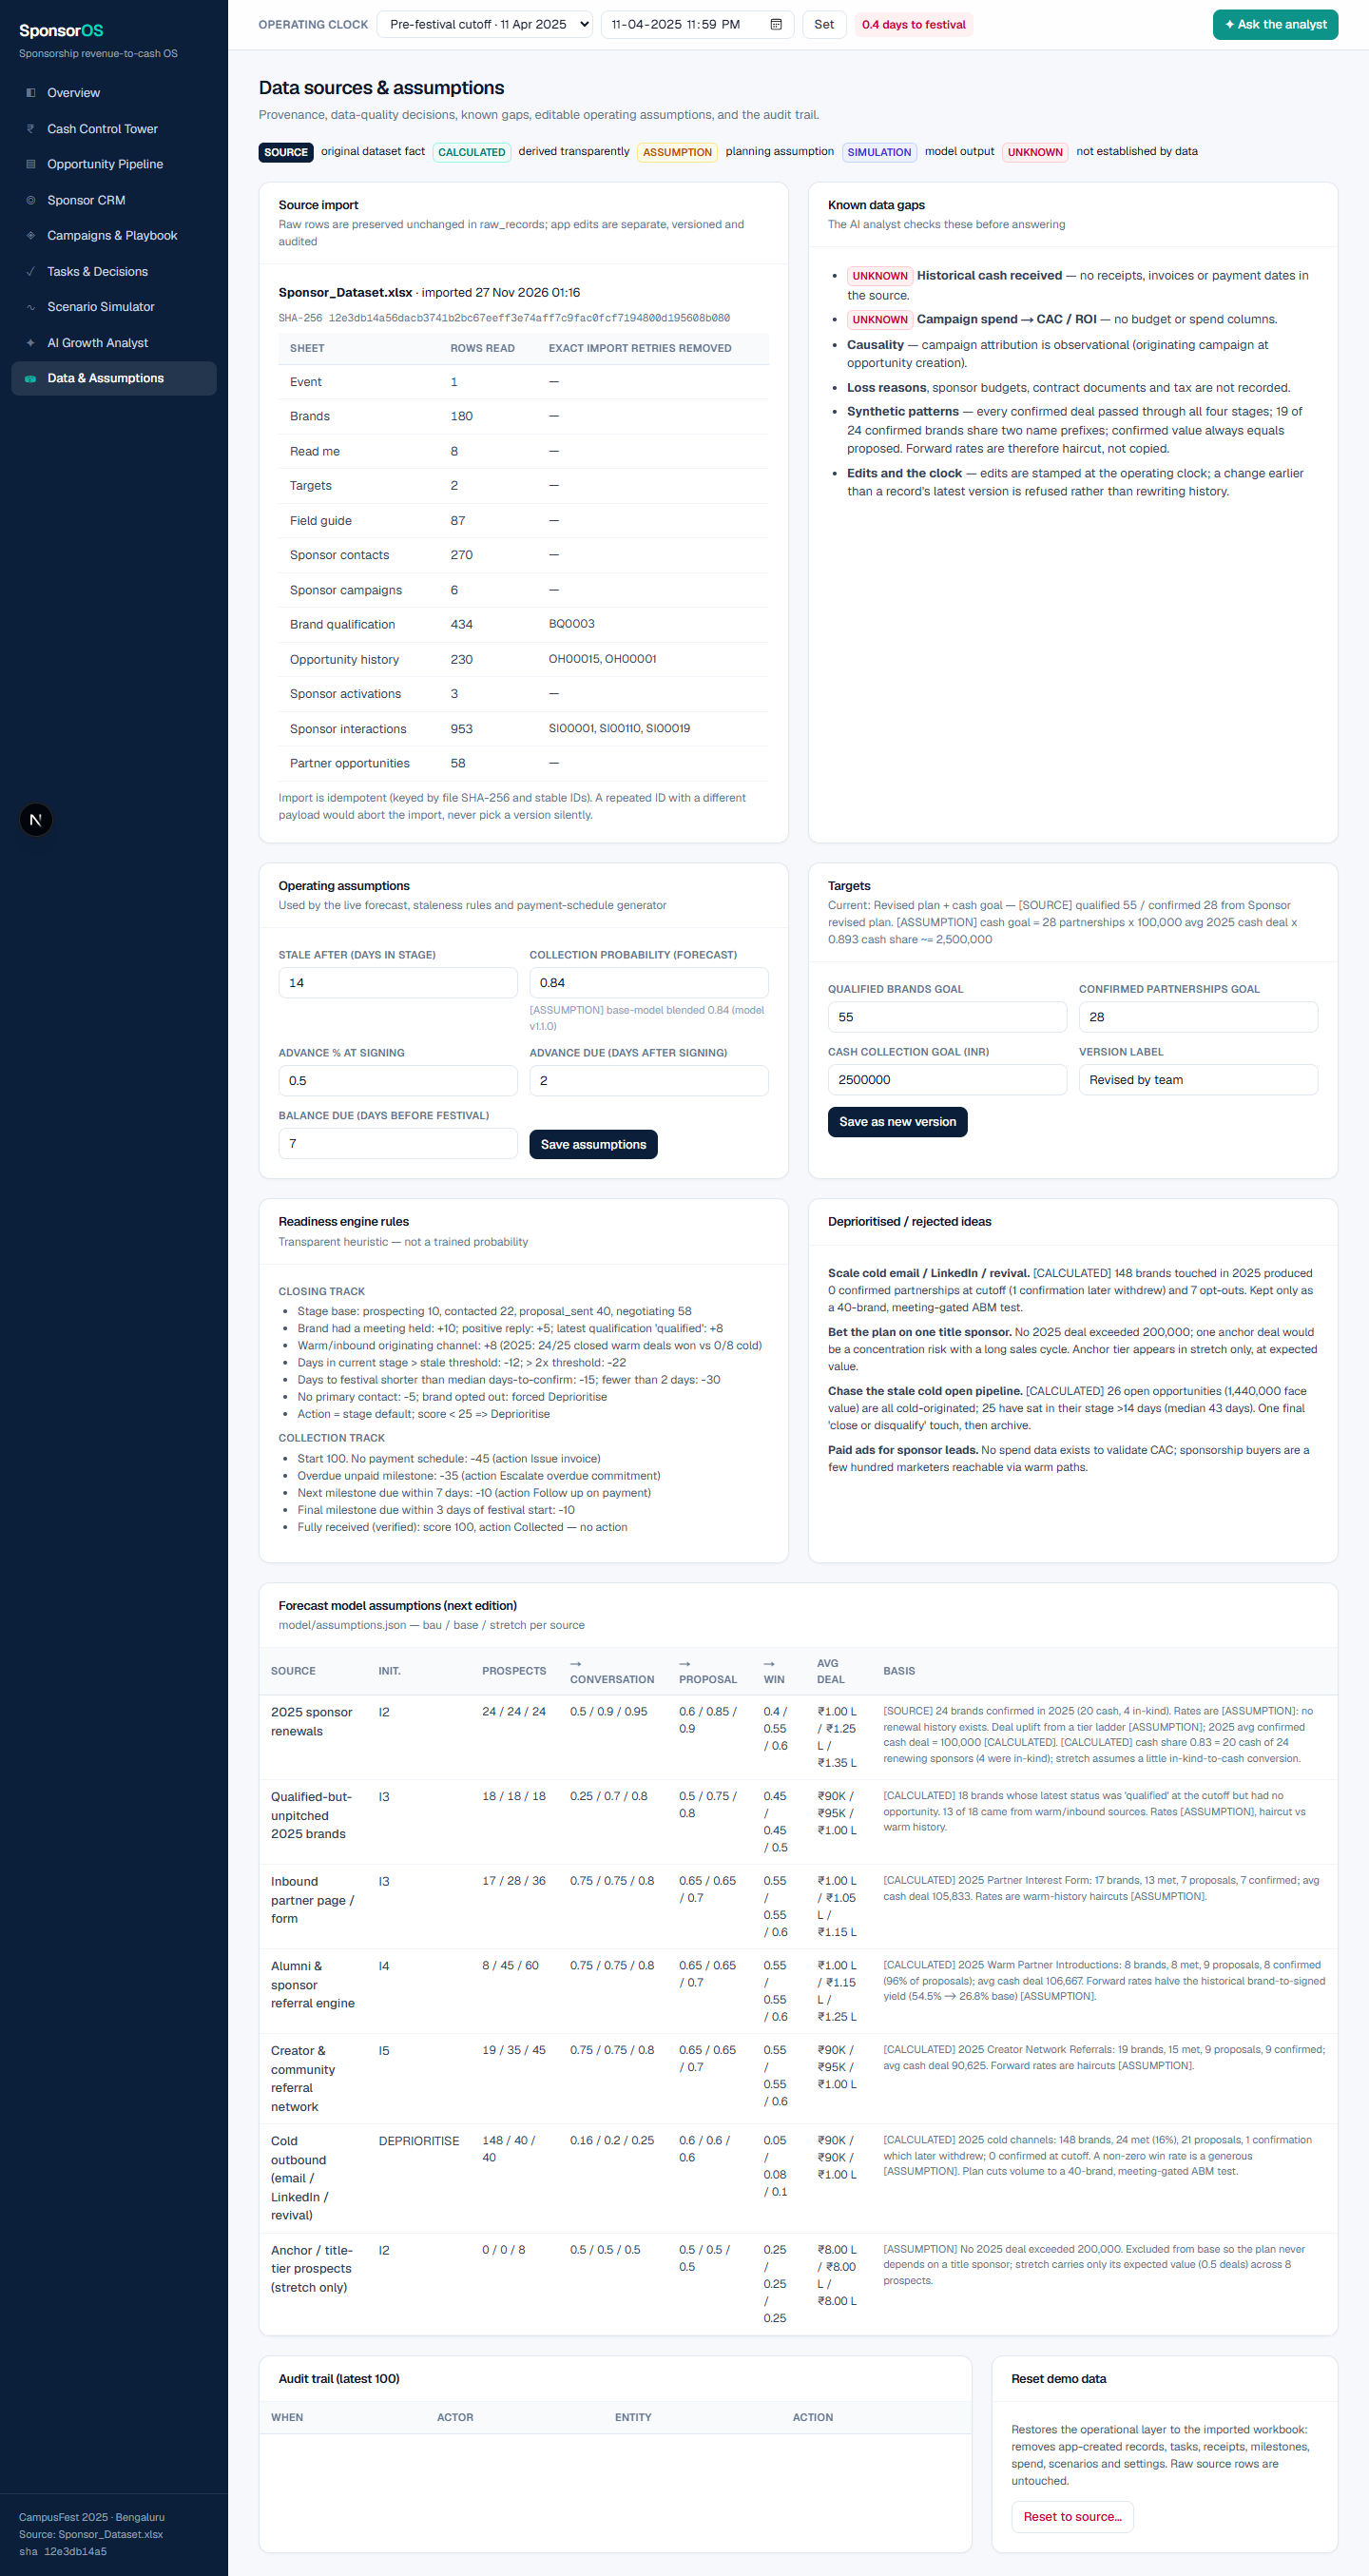 SponsorOS
Sponsorship revenue-to-cash OS
Overview
Cash Control Tower
Opportunity Pipeline
Sponsor CRM
Campaigns & Playbook
Tasks & Decisions
Scenario Simulator
AI Growth Analyst
Data & Assumptions
CampusFest 2025 · Bengaluru
Source: Sponsor_Dataset.xlsx
sha 12e3db14a5
OPERATING CLOCK
Pre-festival cutoff · 11 Apr 2025
11-04-2025 11:59 PM
Set
0.4 days to festival
✦ Ask the analyst
Data sources & assumptions
Provenance, data-quality decisions, known gaps, editable operating assumptions, and the audit trail.
SOURCE original dataset fact CALCULATED derived transparently ASSUMPTION planning assumption SIMULATION model output UNKNOWN not established by data
Source import
Raw rows are preserved unchanged in raw_records; app edits are separate, versioned and
audited
Sponsor_Dataset.xlsx · imported 27 Nov 2026 01:16
SHA-256 12e3db14a56dacb3741b2bc67eeff3e74aff7c9fac0fcf7194800d195608b080
SHEET ROWS READ EXACT IMPORT RETRIES REMOVED
Event 1 —
Brands 180 —
Read me 8 —
Targets 2 —
Field guide 87 —
Sponsor contacts 270 —
Sponsor campaigns 6 —
Brand qualification 434 BQ0003
Opportunity history 230 OH00015, OH00001
Sponsor activations 3 —
Sponsor interactions 953 SI00001, SI00110, SI00019
Partner opportunities 58 —
Import is idempotent (keyed by file SHA-256 and stable IDs). A repeated ID with a different
payload would abort the import, never pick a version silently.
Known data gaps
The AI analyst checks these before answering
• UNKNOWN Historical cash received — no receipts, invoices or payment dates in
the source.
• UNKNOWN Campaign spend → CAC / ROI — no budget or spend columns.
• Causality — campaign attribution is observational (originating campaign at
opportunity creation).
• Loss reasons, sponsor budgets, contract documents and tax are not recorded.
• Synthetic patterns — every confirmed deal passed through all four stages; 19 of
24 confirmed brands share two name prefixes; confirmed value always equals
proposed. Forward rates are therefore haircut, not copied.
• Edits and the clock — edits are stamped at the operating clock; a change earlier
than a record's latest version is refused rather than rewriting history.
Operating assumptions
Used by the live forecast, staleness rules and payment-schedule generator
STALE AFTER (DAYS IN STAGE) COLLECTION PROBABILITY (FORECAST)
14 0.84
[ASSUMPTION] base-model blended 0.84 (model
v1.1.0)
ADVANCE % AT SIGNING ADVANCE DUE (DAYS AFTER SIGNING)
0.5 2
BALANCE DUE (DAYS BEFORE FESTIVAL)
7 Save assumptions
Targets
Current: Revised plan + cash goal — [SOURCE] qualified 55 / confirmed 28 from Sponsor
revised plan. [ASSUMPTION] cash goal = 28 partnerships x 100,000 avg 2025 cash deal x
0.893 cash share ~= 2,500,000
QUALIFIED BRANDS GOAL CONFIRMED PARTNERSHIPS GOAL
55 28
CASH COLLECTION GOAL (INR) VERSION LABEL
2500000 Revised by team
Save as new version
Readiness engine rules
Transparent heuristic — not a trained probability
CLOSING TRACK
• Stage base: prospecting 10, contacted 22, proposal_sent 40, negotiating 58
• Brand had a meeting held: +10; positive reply: +5; latest qualification 'qualified': +8
• Warm/inbound originating channel: +8 (2025: 24/25 closed warm deals won vs 0/8 cold)
• Days in current stage > stale threshold: -12; > 2x threshold: -22
• Days to festival shorter than median days-to-confirm: -15; fewer than 2 days: -30
• No primary contact: -5; brand opted out: forced Deprioritise
• Action = stage default; score < 25 => Deprioritise
COLLECTION TRACK
• Start 100. No payment schedule: -45 (action Issue invoice)
• Overdue unpaid milestone: -35 (action Escalate overdue commitment)
• Next milestone due within 7 days: -10 (action Follow up on payment)
• Final milestone due within 3 days of festival start: -10
• Fully received (verified): score 100, action Collected — no action
Deprioritised / rejected ideas
Scale cold email / LinkedIn / revival. [CALCULATED] 148 brands touched in 2025 produced
0 confirmed partnerships at cutoff (1 confirmation later withdrew) and 7 opt-outs. Kept only as
a 40-brand, meeting-gated ABM test.
Bet the plan on one title sponsor. No 2025 deal exceeded 200,000; one anchor deal would
be a concentration risk with a long sales cycle. Anchor tier appears in stretch only, at expected
value.
Chase the stale cold open pipeline. [CALCULATED] 26 open opportunities (1,440,000 face
value) are all cold-originated; 25 have sat in their stage >14 days (median 43 days). One final
'close or disqualify' touch, then archive.
Paid ads for sponsor leads. No spend data exists to validate CAC; sponsorship buyers are a
few hundred marketers reachable via warm paths.
Forecast model assumptions (next edition)
model/assumptions.json — bau / base / stretch per source
SOURCE INIT. PROSPECTS → CONVERSATION → PROPOSAL → WIN AVG DEAL BASIS
2025 sponsor renewals I2 24 / 24 / 24 0.5 / 0.9 / 0.95 0.6 / 0.85 / 0.9 0.4 / 0.55 / 0.6 ₹1.00 L / ₹1.25 L / ₹1.35 L
[SOURCE] 24 brands confirmed in 2025 (20 cash, 4 in-kind). Rates are [ASSUMPTION]: no
renewal history exists. Deal uplift from a tier ladder [ASSUMPTION]; 2025 avg confirmed
cash deal = 100,000 [CALCULATED]. [CALCULATED] cash share 0.83 = 20 cash of 24
renewing sponsors (4 were in-kind); stretch assumes a little in-kind-to-cash conversion.
Qualified-but-unpitched 2025 brands I3 18 / 18 / 18 0.25 / 0.7 / 0.8 0.5 / 0.75 / 0.8 0.45 / 0.45 / 0.5 ₹90K / ₹95K / ₹1.00 L
[CALCULATED] 18 brands whose latest status was 'qualified' at the cutoff but had no
opportunity. 13 of 18 came from warm/inbound sources. Rates [ASSUMPTION], haircut vs
warm history.
Inbound partner page / form I3 17 / 28 / 36 0.75 / 0.75 / 0.8 0.65 / 0.65 / 0.7 0.55 / 0.55 / 0.6 ₹1.00 L / ₹1.05 L / ₹1.15 L
[CALCULATED] 2025 Partner Interest Form: 17 brands, 13 met, 7 proposals, 7 confirmed; avg
cash deal 105,833. Rates are warm-history haircuts [ASSUMPTION].
Alumni & sponsor referral engine I4 8 / 45 / 60 0.75 / 0.75 / 0.8 0.65 / 0.65 / 0.7 0.55 / 0.55 / 0.6 ₹1.00 L / ₹1.15 L / ₹1.25 L
[CALCULATED] 2025 Warm Partner Introductions: 8 brands, 8 met, 9 proposals, 8 confirmed
(96% of proposals); avg cash deal 106,667. Forward rates halve the historical brand-to-signed
yield (54.5% → 26.8% base) [ASSUMPTION].
Creator & community referral network I5 19 / 35 / 45 0.75 / 0.75 / 0.8 0.65 / 0.65 / 0.7 0.55 / 0.55 / 0.6 ₹90K / ₹95K / ₹1.00 L
[CALCULATED] 2025 Creator Network Referrals: 19 brands, 15 met, 9 proposals, 9 confirmed;
avg cash deal 90,625. Forward rates are haircuts [ASSUMPTION].
Cold outbound (email / LinkedIn / revival) DEPRIORITISE 148 / 40 / 40 0.16 / 0.2 / 0.25 0.6 / 0.6 / 0.6 0.05 / 0.08 / 0.1 ₹90K / ₹90K / ₹1.00 L
[CALCULATED] 2025 cold channels: 148 brands, 24 met (16%), 21 proposals, 1 confirmation
which later withdrew; 0 confirmed at cutoff. A non-zero win rate is a generous
[ASSUMPTION]. Plan cuts volume to a 40-brand, meeting-gated ABM test.
Anchor / title-tier prospects (stretch only) I2 0 / 0 / 8 0.5 / 0.5 / 0.5 0.5 / 0.5 / 0.5 0.25 / 0.25 / 0.25 ₹8.00 L / ₹8.00 L / ₹8.00 L
[ASSUMPTION] No 2025 deal exceeded 200,000. Excluded from base so the plan never
depends on a title sponsor; stretch carries only its expected value (0.5 deals) across 8
prospects.
Audit trail (latest 100)
WHEN ACTOR ENTITY ACTION
Reset demo data
Restores the operational layer to the imported workbook:
removes app-created records, tasks, receipts, milestones,
spend, scenarios and settings. Raw source rows are
untouched.
Reset to source...